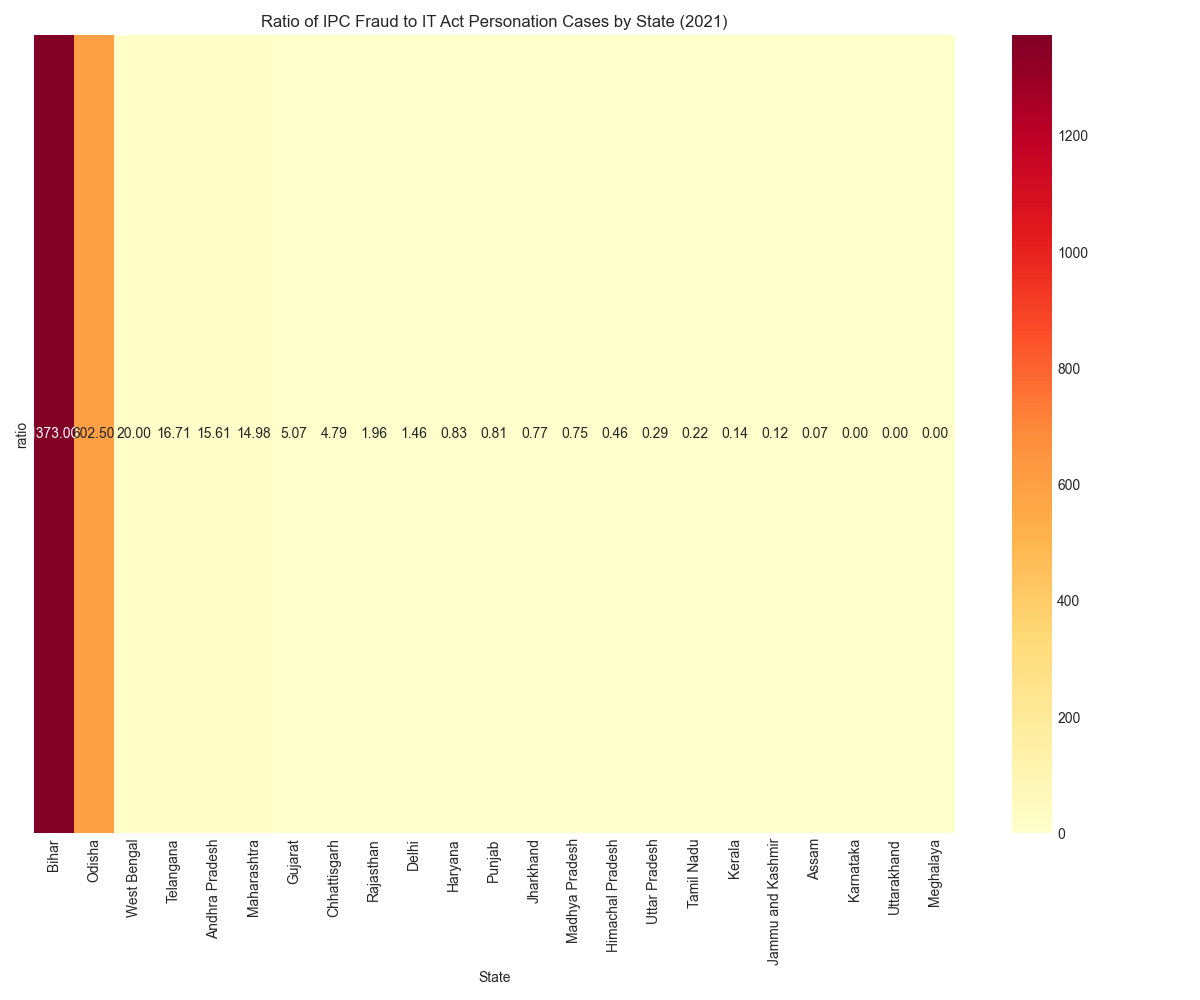 Ratio of IPC Fraud to IT Act Personation Cases by State (2021)
ratio
373.00 602.50 20.00 16.71 15.61 14.98 5.07 4.79 1.96 1.46 0.83 0.81 0.77 0.75 0.46 0.29 0.22 0.14 0.12 0.07 0.00 0.00 0.00
Bihar
Odisha
West Bengal
Telangana
Andhra Pradesh
Maharashtra
Gujarat
Chhattisgarh
Rajasthan
Delhi
Haryana
Punjab
Jharkhand
Madhya Pradesh
Himachal Pradesh
Uttar Pradesh
Tamil Nadu
Kerala
Jammu and Kashmir
Assam
Karnataka
Uttarakhand
Meghalaya
State
1200
1000
800
600
400
200
0